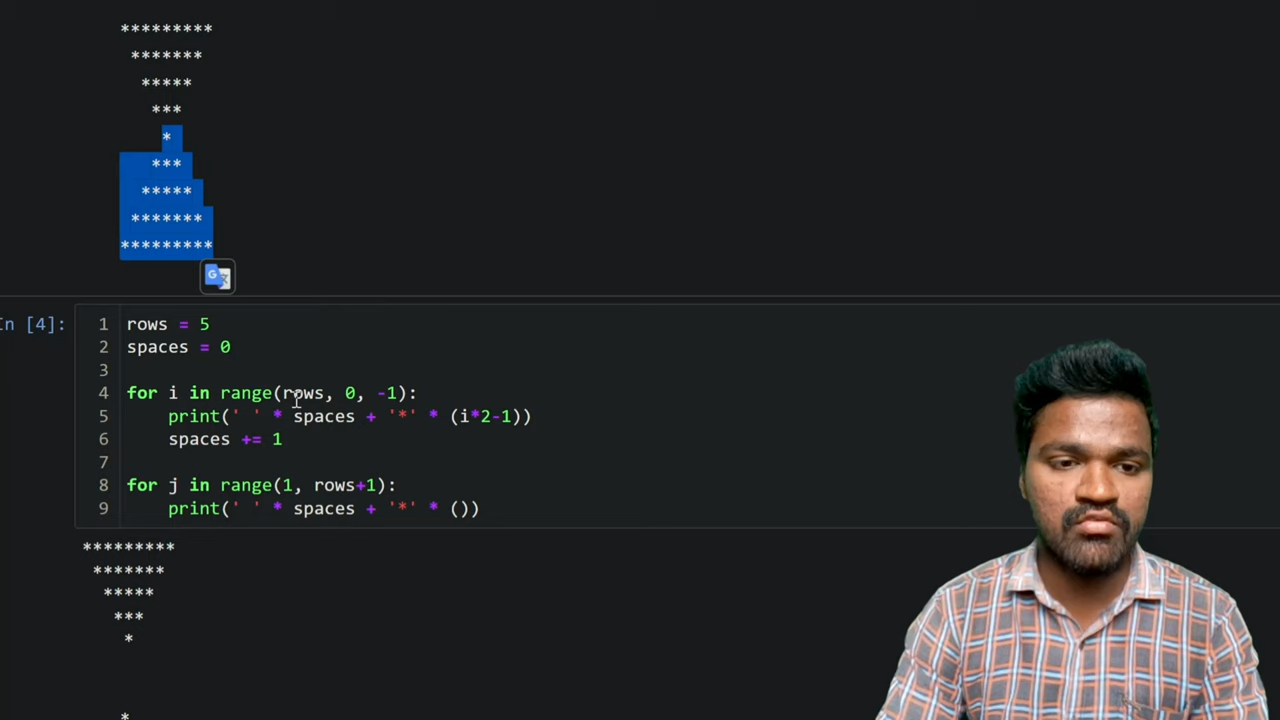 *********
*******
*****
***
*
***
*****
*******
*********
G
In [4]:
1 rows = 5
2 spaces = 0
3
4 for i in range(rows, 0, -1):
5     print(' ' * spaces + '*' * (i*2-1))
6     spaces += 1
7
8 for j in range(1, rows+1):
9     print(' ' * spaces + '*' * ())
*********
*******
*****
***
*
*